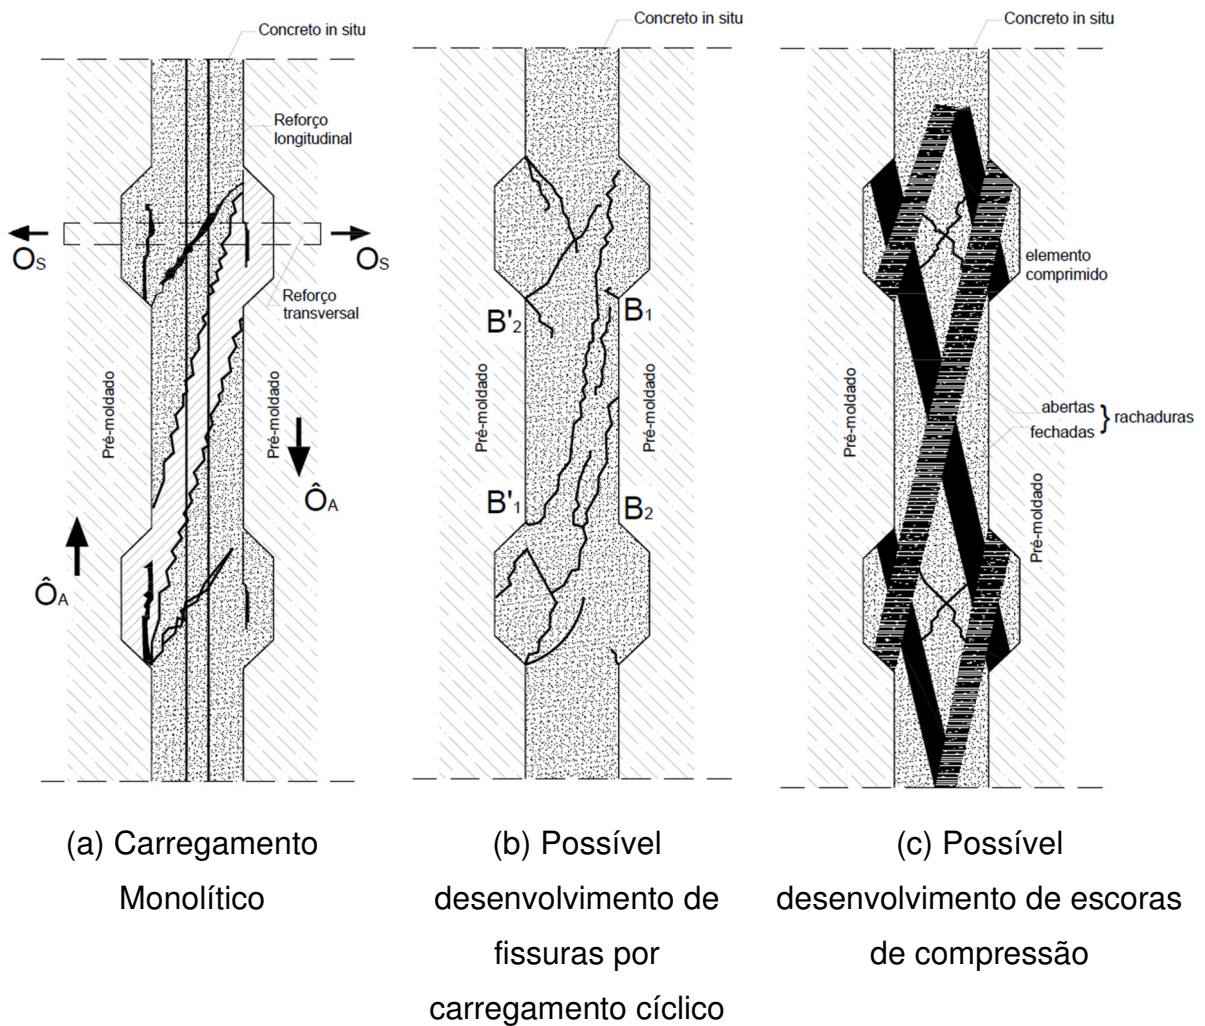 Concreto in situ
Reforço
longitudinal
OS
OS
Reforço
transversal
Pré-moldado
Pré-moldado
ÔA
ÔA
(a) Carregamento
Monolítico
Concreto in situ
B'2
B1
Pré-moldado
Pré-moldado
B'1
B2
(b) Possível
desenvolvimento de
fissuras por
carregamento cíclico
Concreto in situ
elemento
comprimido
Pré-moldado
abertas
fechadas
} rachaduras
Pré-moldado
(c) Possível
desenvolvimento de escoras
de compressão